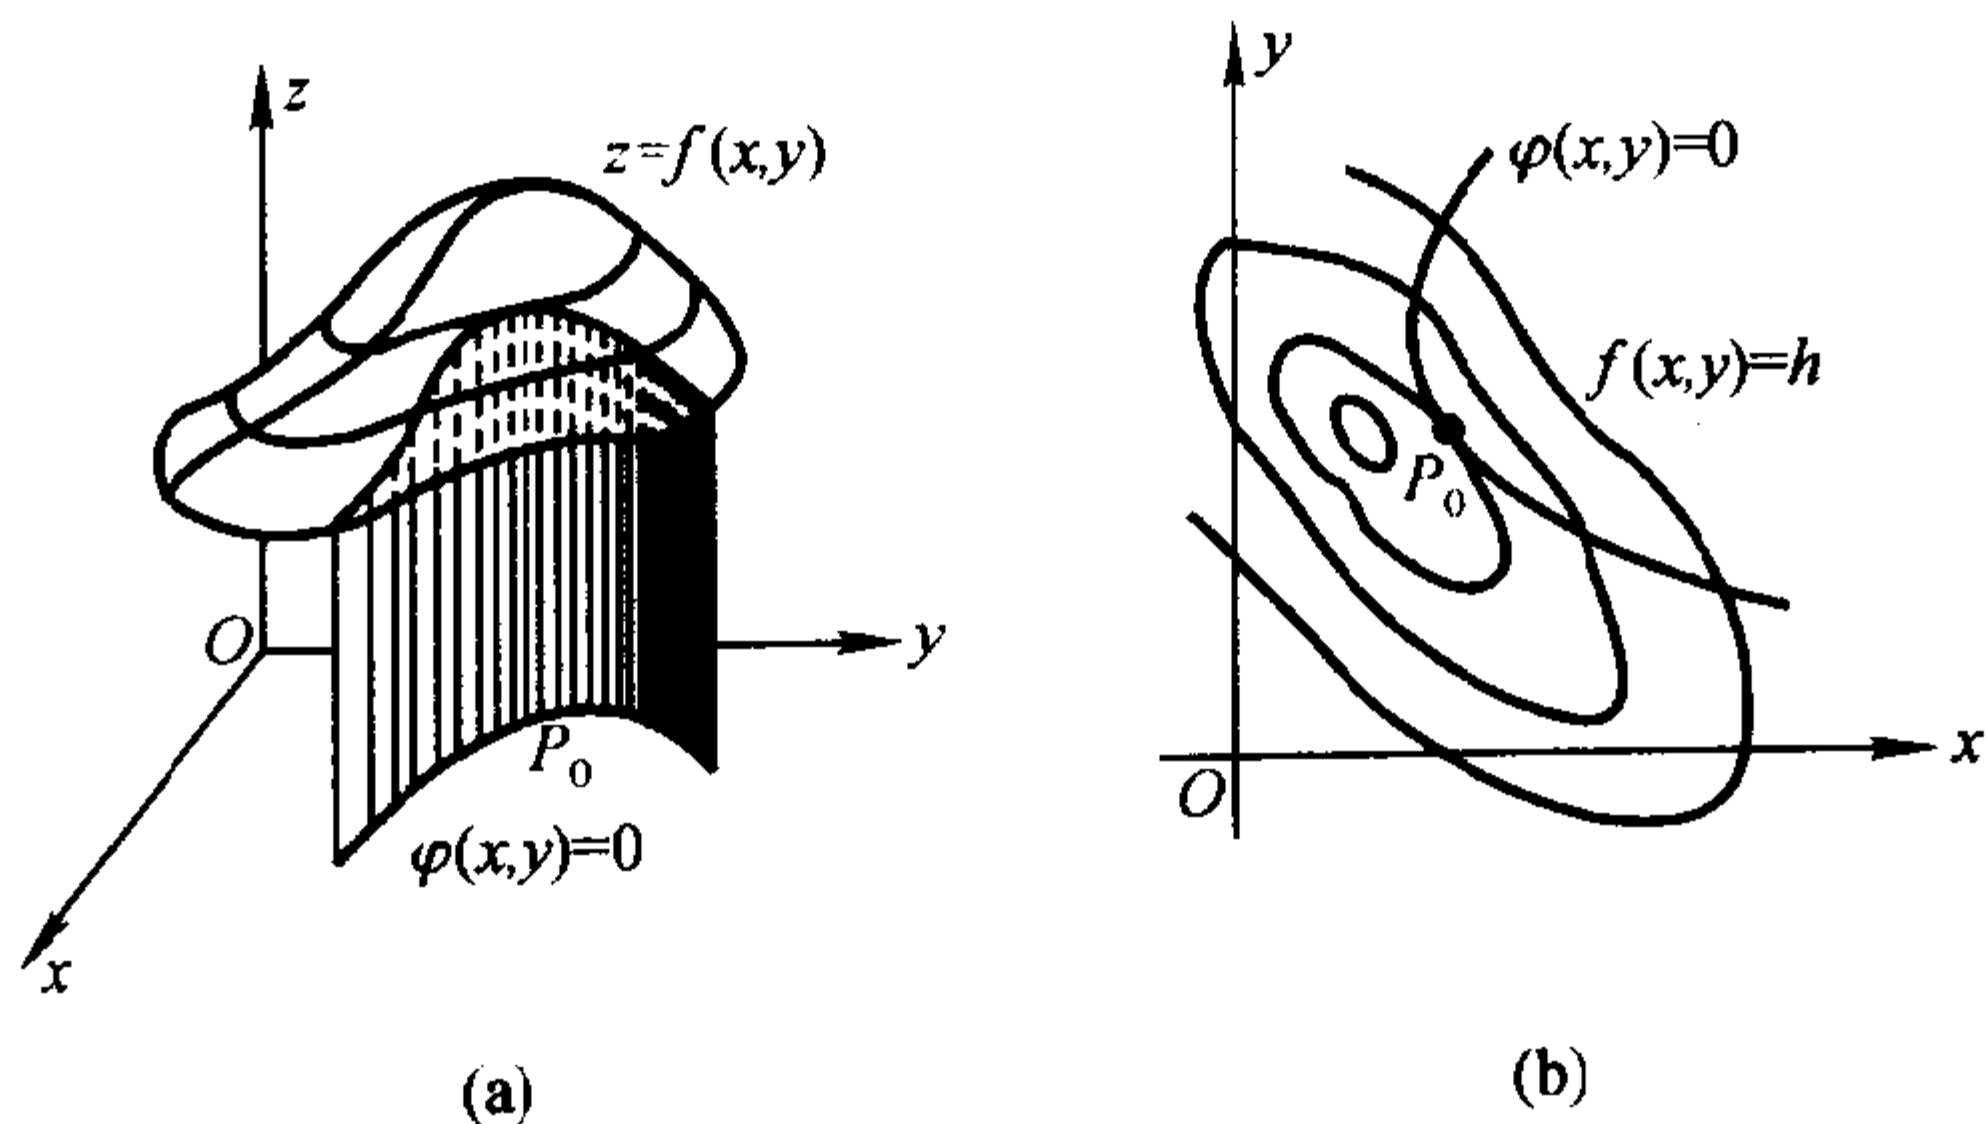 z
z=f(x,y)
O
y
P₀
φ(x,y)=0
x
(a)
y
φ(x,y)=0
f(x,y)=h
P₀
O
x
(b)